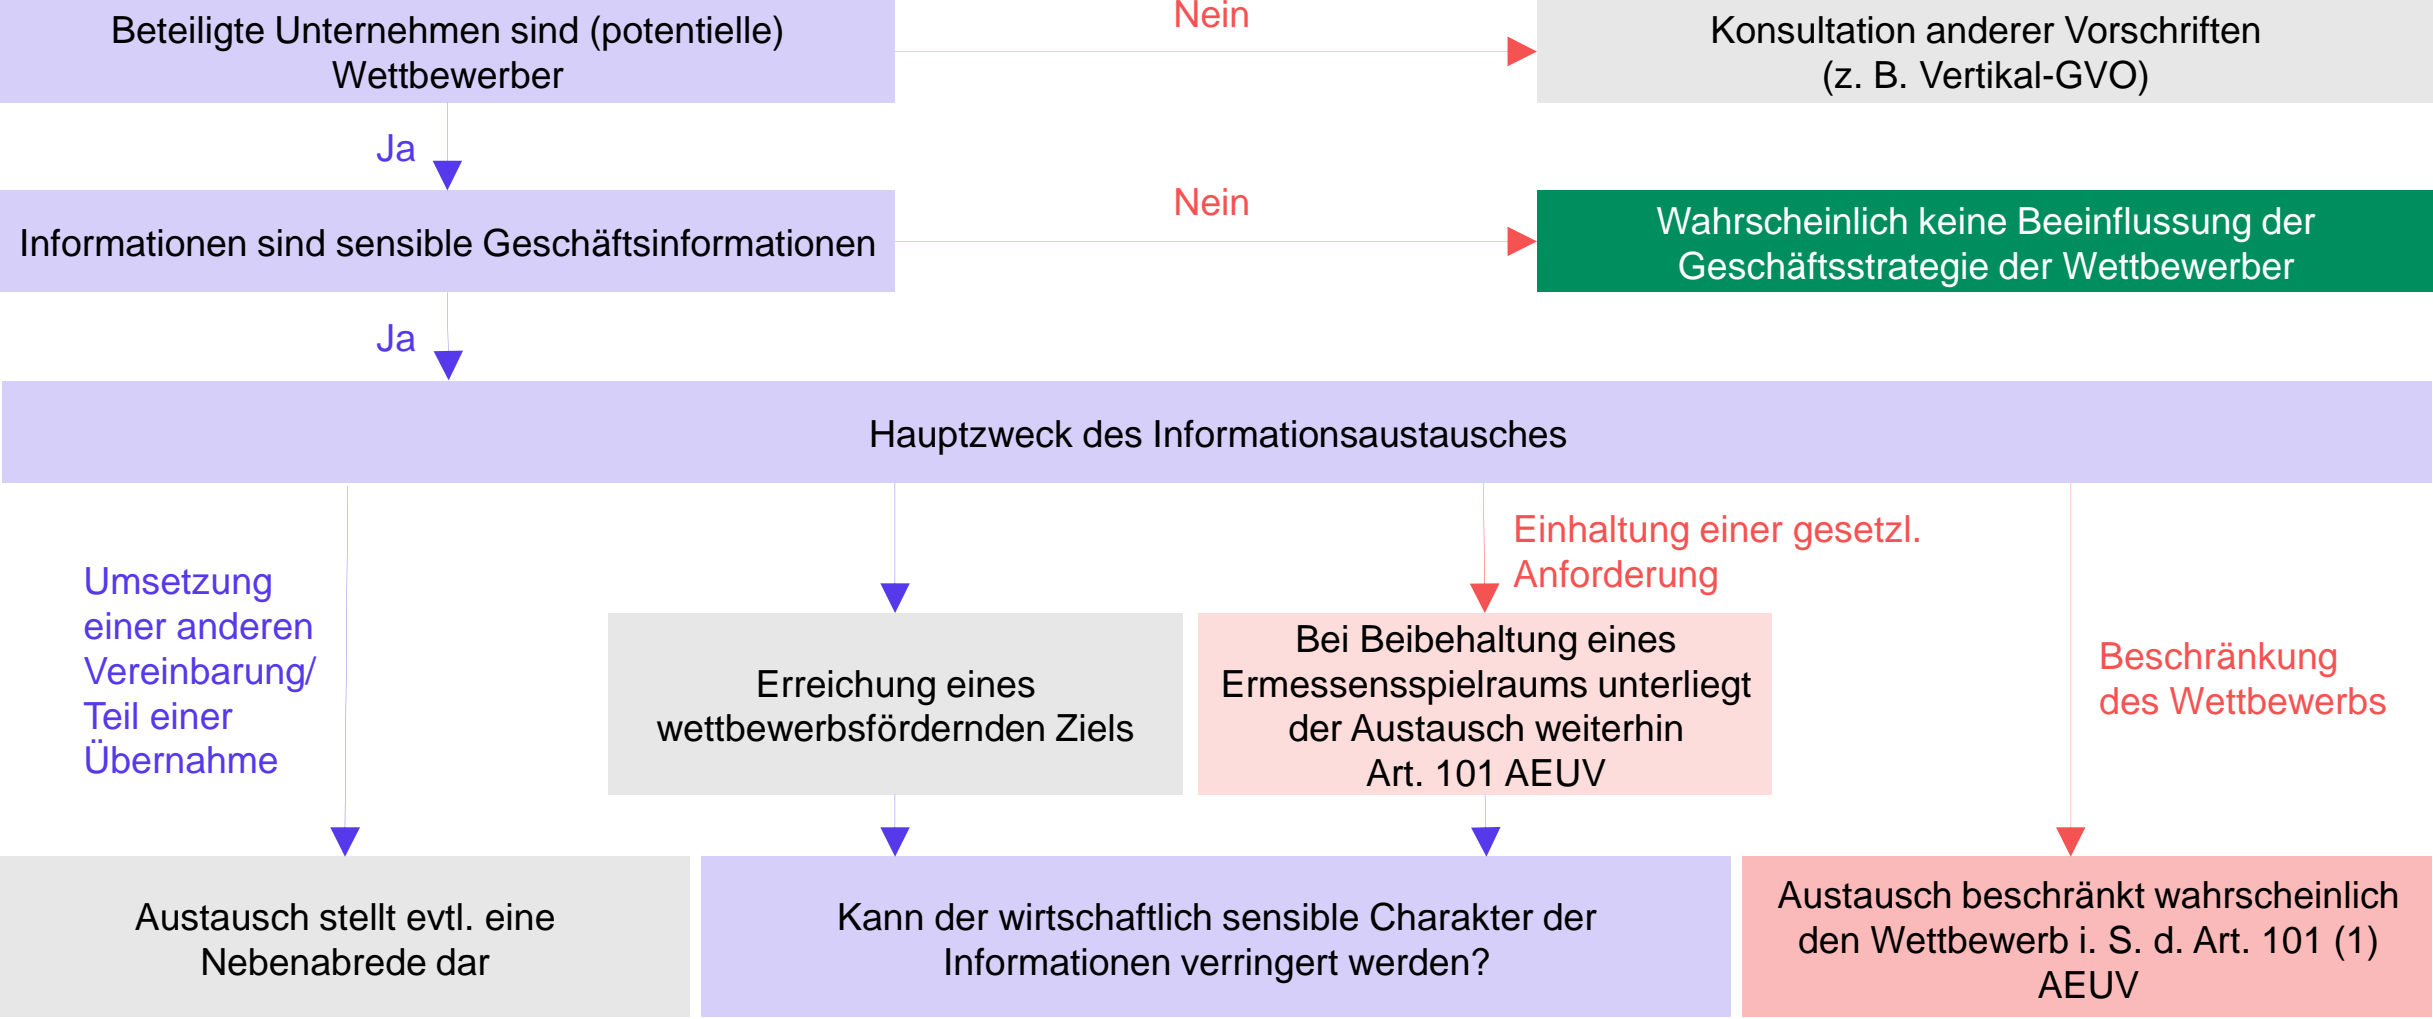 Beteiligte Unternehmen sind (potentielle)
Wettbewerber
Nein
Konsultation anderer Vorschriften
(z. B. Vertikal-GVO)
Ja
Informationen sind sensible Geschäftsinformationen
Nein
Wahrscheinlich keine Beeinflussung der
Geschäftsstrategie der Wettbewerber
Ja
Hauptzweck des Informationsaustausches
Umsetzung
einer anderen
Vereinbarung/
Teil einer
Übernahme
Erreichung eines
wettbewerbsfördernden Ziels
Einhaltung einer gesetzl.
Anforderung
Bei Beibehaltung eines
Ermessensspielraums unterliegt
der Austausch weiterhin
Art. 101 AEUV
Beschränkung
des Wettbewerbs
Austausch stellt evtl. eine
Nebenabrede dar
Kann der wirtschaftlich sensible Charakter der
Informationen verringert werden?
Austausch beschränkt wahrscheinlich
den Wettbewerb i. S. d. Art. 101 (1)
AEUV